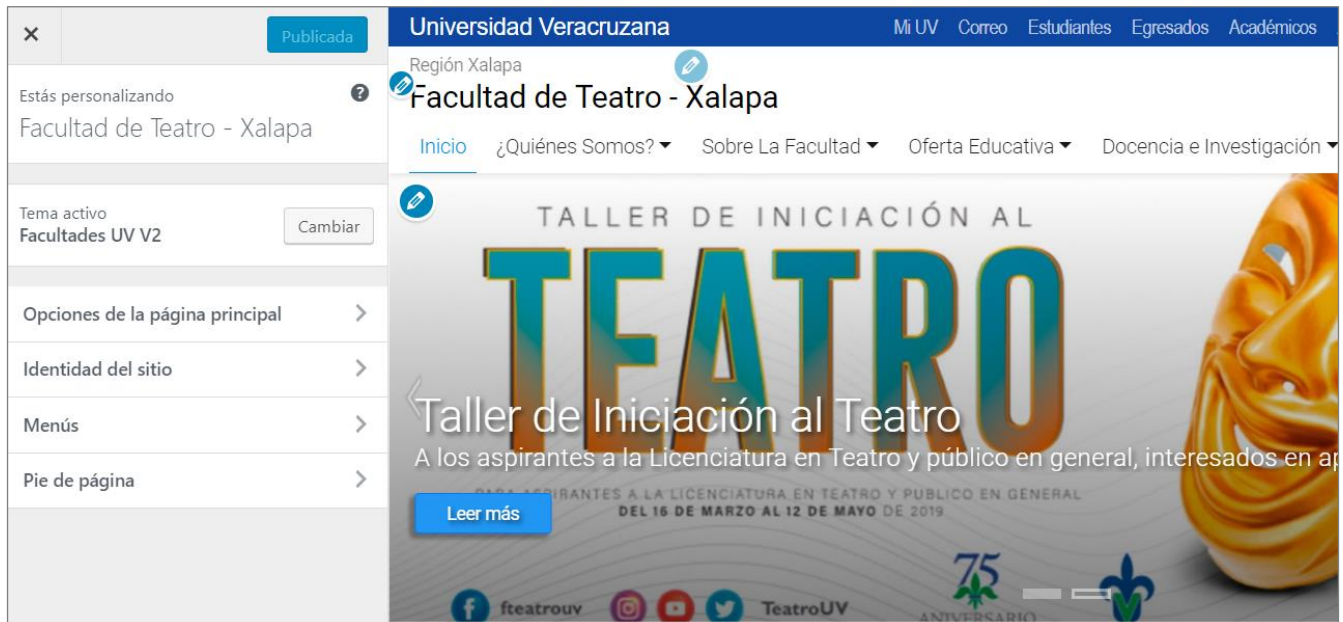 Publicada
Estás personalizando
Facultad de Teatro - Xalapa
Tema activo
Facultades UV V2
Cambiar
Opciones de la página principal
Identidad del sitio
Menús
Pie de página
Universidad Veracruzana
Mi UV Correo Estudiantes Egresados Académicos
Región Xalapa
Facultad de Teatro - Xalapa
Inicio ¿Quiénes Somos? Sobre La Facultad Oferta Educativa Docencia e Investigación
TALLER DE INICIACIÓN AL
TEATRO
Taller de Iniciación al Teatro
A los aspirantes a la Licenciatura en Teatro y público en general, interesados en
PARA ASPIRANTES A LA LICENCIATURA EN TEATRO Y PUBLICO EN GENERAL
Leer más
DEL 16 DE MARZO AL 12 DE MAYO DE 2019
75
ANIVERSARIO
fteatrouv TeatroUV